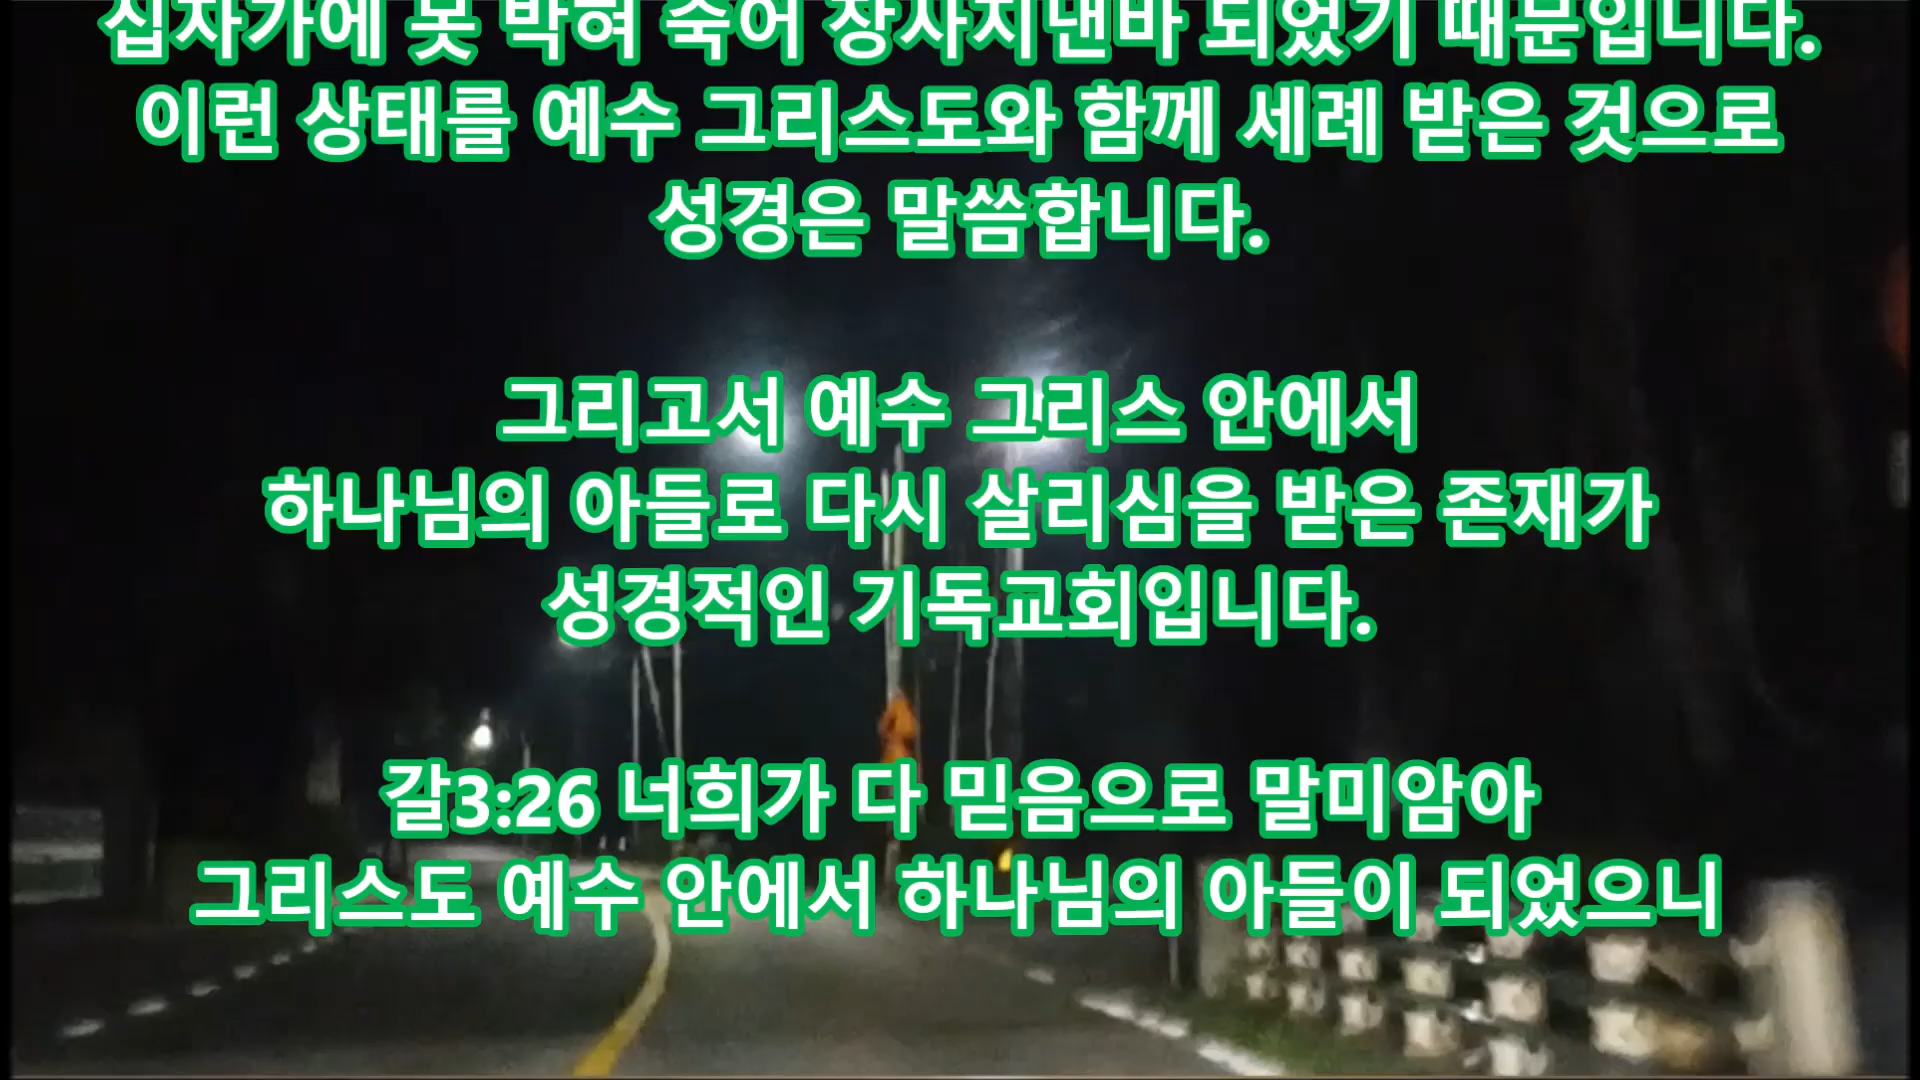 십자가에 못 박혀 죽어 장사지낸바 되었기 때문입니다.
이런 상태를 예수 그리스도와 함께 세례 받은 것으로
성경은 말씀합니다.
그리고서 예수 그리스 안에서
하나님의 아들로 다시 살리심을 받은 존재가
성경적인 기독교회입니다.
갈3:26 너희가 다 믿음으로 말미암아
그리스도 예수 안에서 하나님의 아들이 되었으니